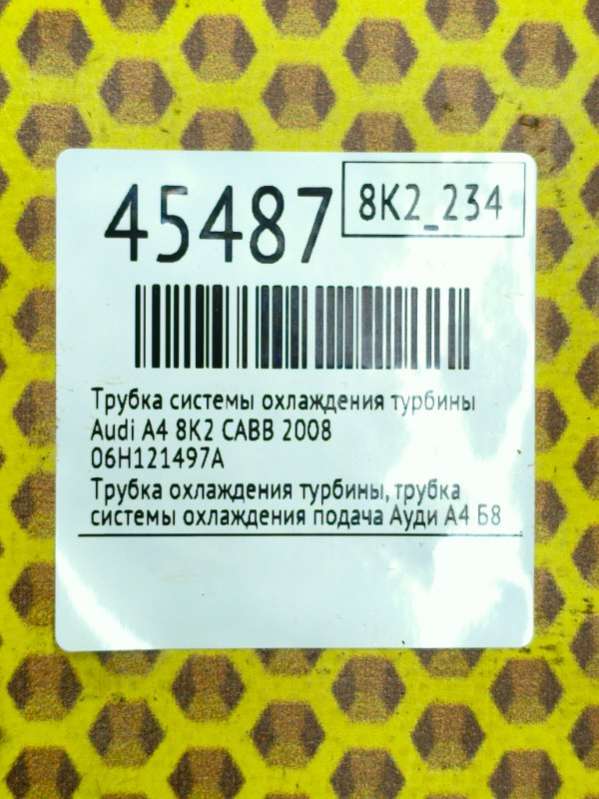 45487
8K2_234
Трубка системы охлаждения турбины
Audi A4 8K2 CABB 2008
06H121497A
Трубка охлаждения турбины, трубка
системы охлаждения подача Ауди А4 Б8